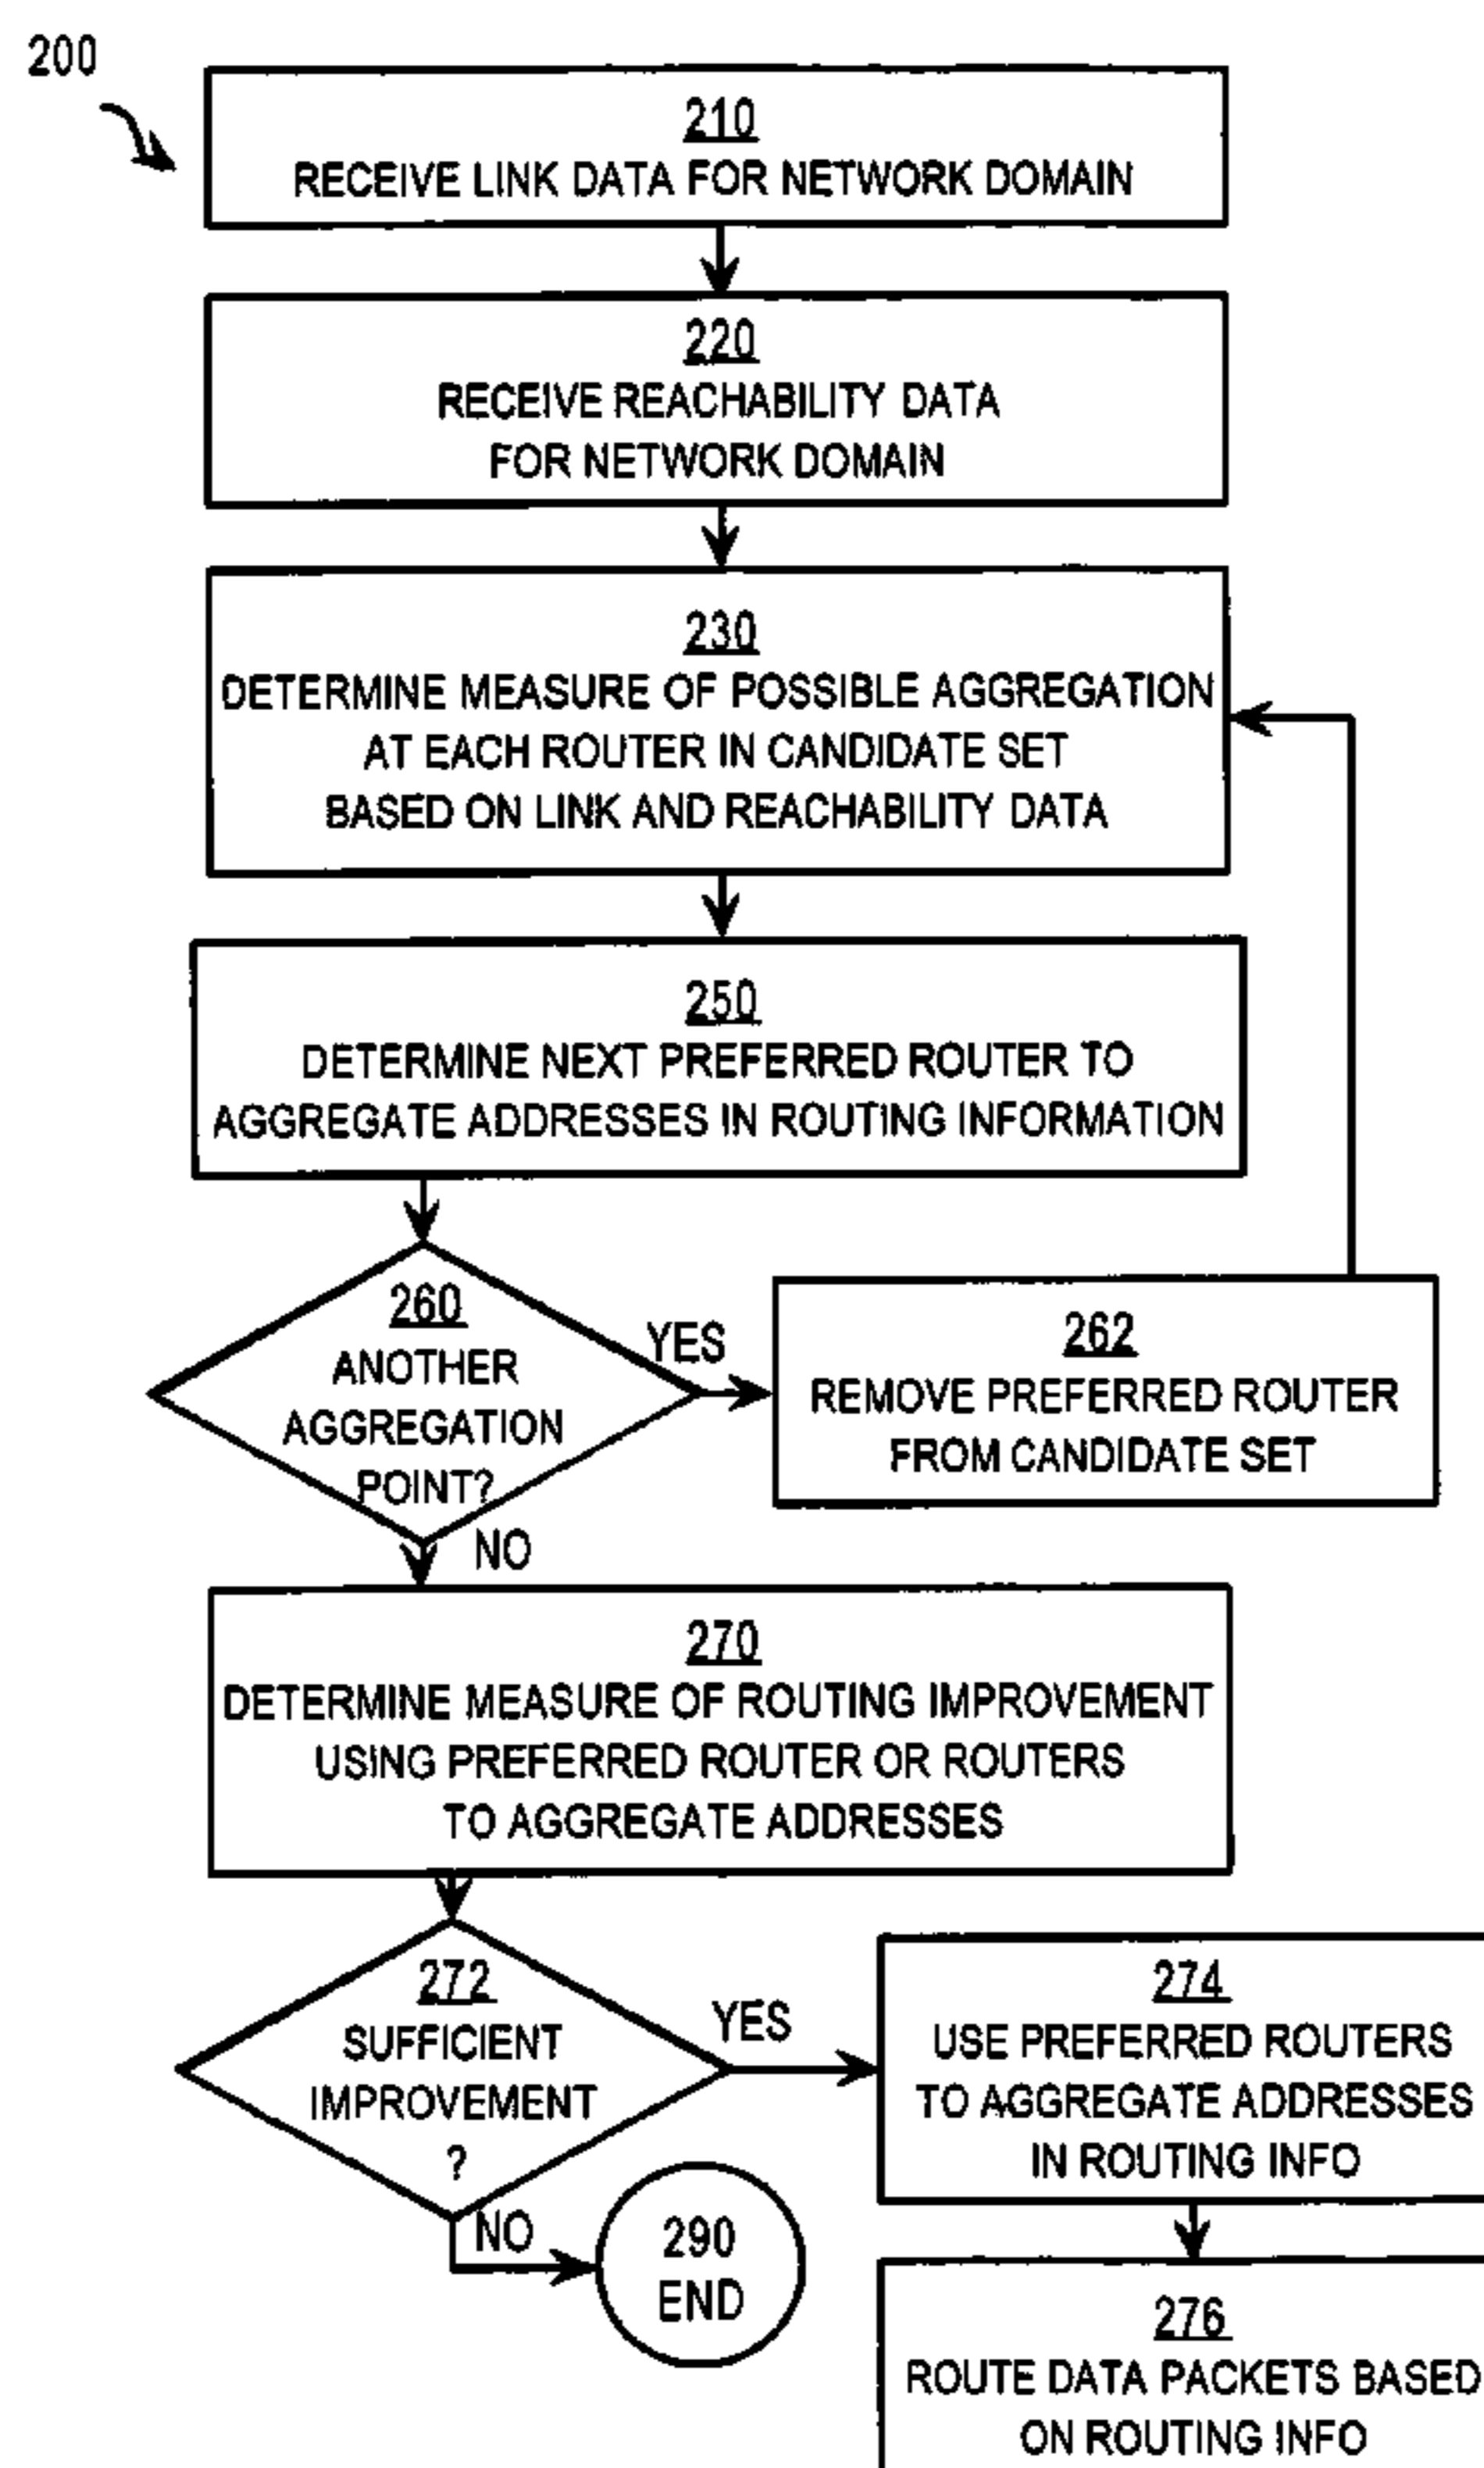 200
210
RECEIVE LINK DATA FOR NETWORK DOMAIN
220
RECEIVE REACHABILITY DATA
FOR NETWORK DOMAIN
230
DETERMINE MEASURE OF POSSIBLE AGGREGATION
AT EACH ROUTER IN CANDIDATE SET
BASED ON LINK AND REACHABILITY DATA
250
DETERMINE NEXT PREFERRED ROUTER TO
AGGREGATE ADDRESSES IN ROUTING INFORMATION
260
ANOTHER
AGGREGATION
POINT?
YES
262
REMOVE PREFERRED ROUTER
FROM CANDIDATE SET
NO
270
DETERMINE MEASURE OF ROUTING IMPROVEMENT
USING PREFERRED ROUTER OR ROUTERS
TO AGGREGATE ADDRESSES
272
SUFFICIENT
IMPROVEMENT
?
YES
274
USE PREFERRED ROUTERS
TO AGGREGATE ADDRESSES
IN ROUTING INFO
NO
290
END
276
ROUTE DATA PACKETS BASED
ON ROUTING INFO